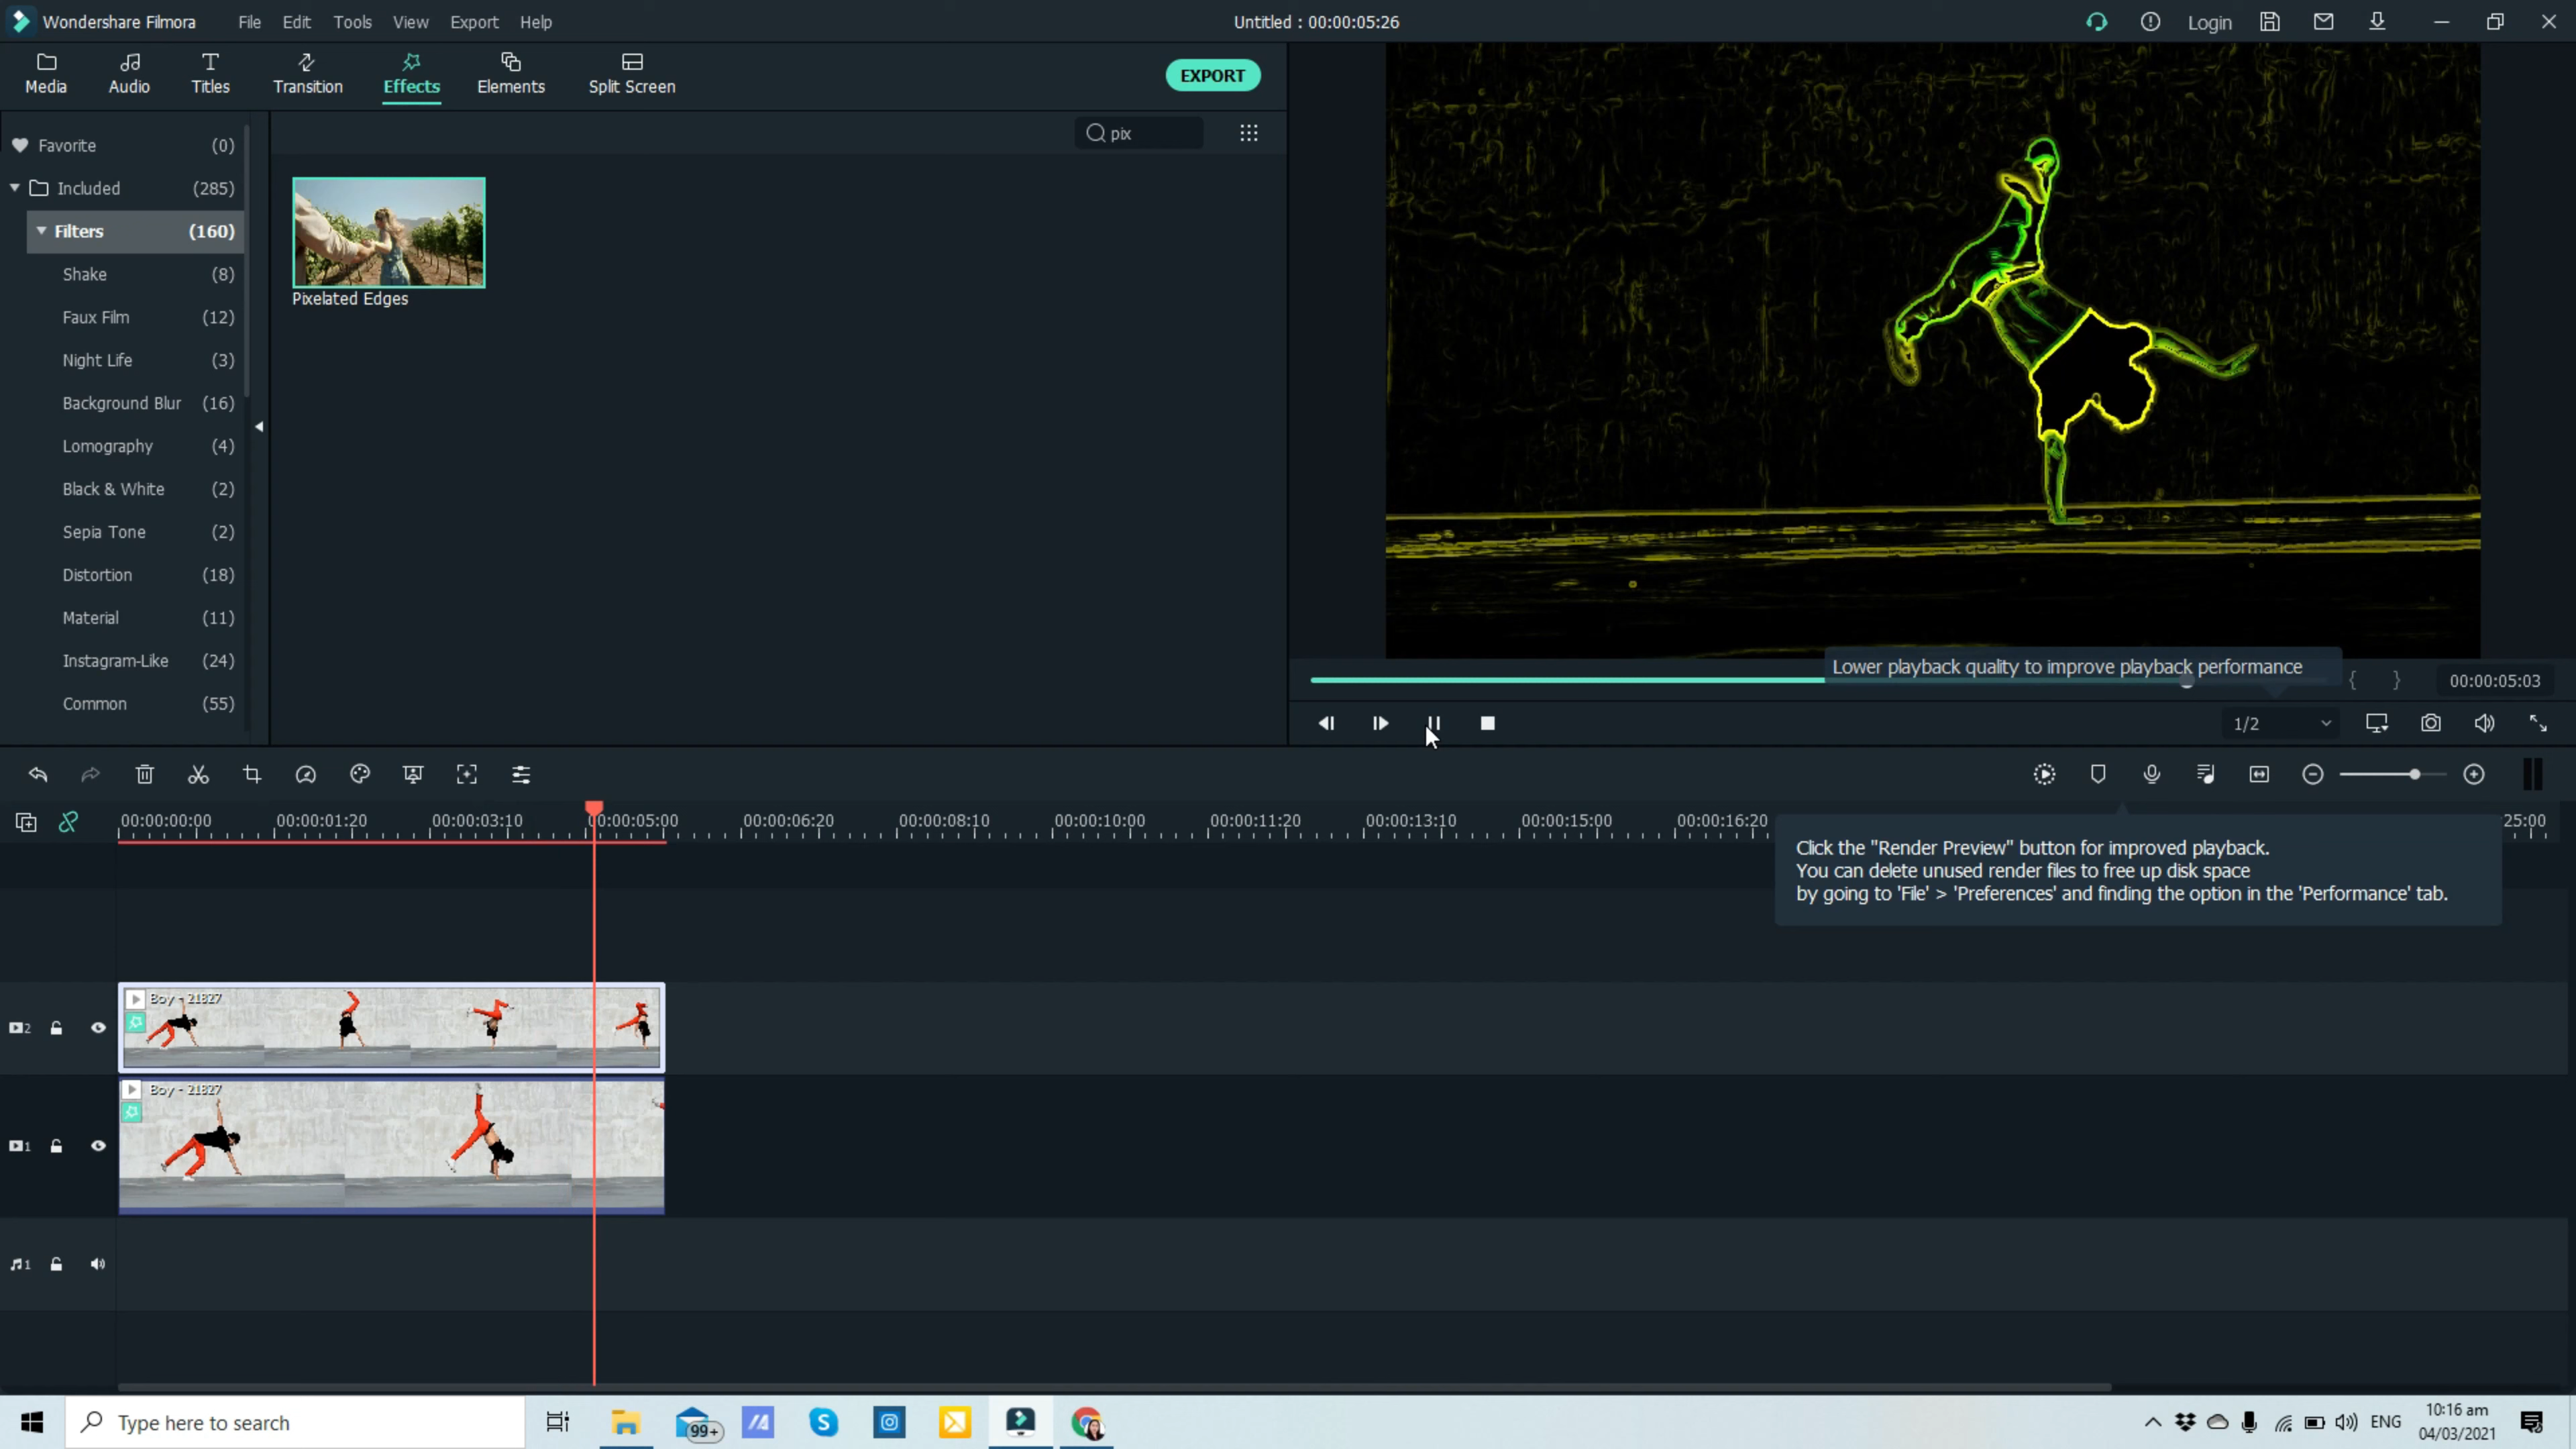 Wondershare Filmora File Edit Tools View Export Help Untitled : 00:00:05:26 Login
Media Audio Titles Transition Effects Elements Split Screen EXPORT
Favorite (0) pix
Included (285)
Filters (160)
Shake (8)
Pixelated Edges
Faux Film (12)
Night Life (3)
Background Blur (16)
Lomography (4)
Black & White (2)
Sepia Tone (2)
Distortion (18)
Material (11)
Instagram-Like (24)
Common (55)
Lower playback quality to improve playback performance
{ } 00:00:05:03
1/2
00:00:00:00 00:00:01:20 00:00:03:10 00:00:05:00 00:00:06:20 00:00:08:10 00:00:10:00 00:00:11:20 00:00:13:10 00:00:15:00 00:00:16:20 25:00
Click the "Render Preview" button for improved playback.
You can delete unused render files to free up disk space
by going to 'File' > 'Preferences' and finding the option in the 'Performance' tab.
Boy - 21827
2
Boy - 21827
1
1
Type here to search 99+ ENG 10:16 am
04/03/2021